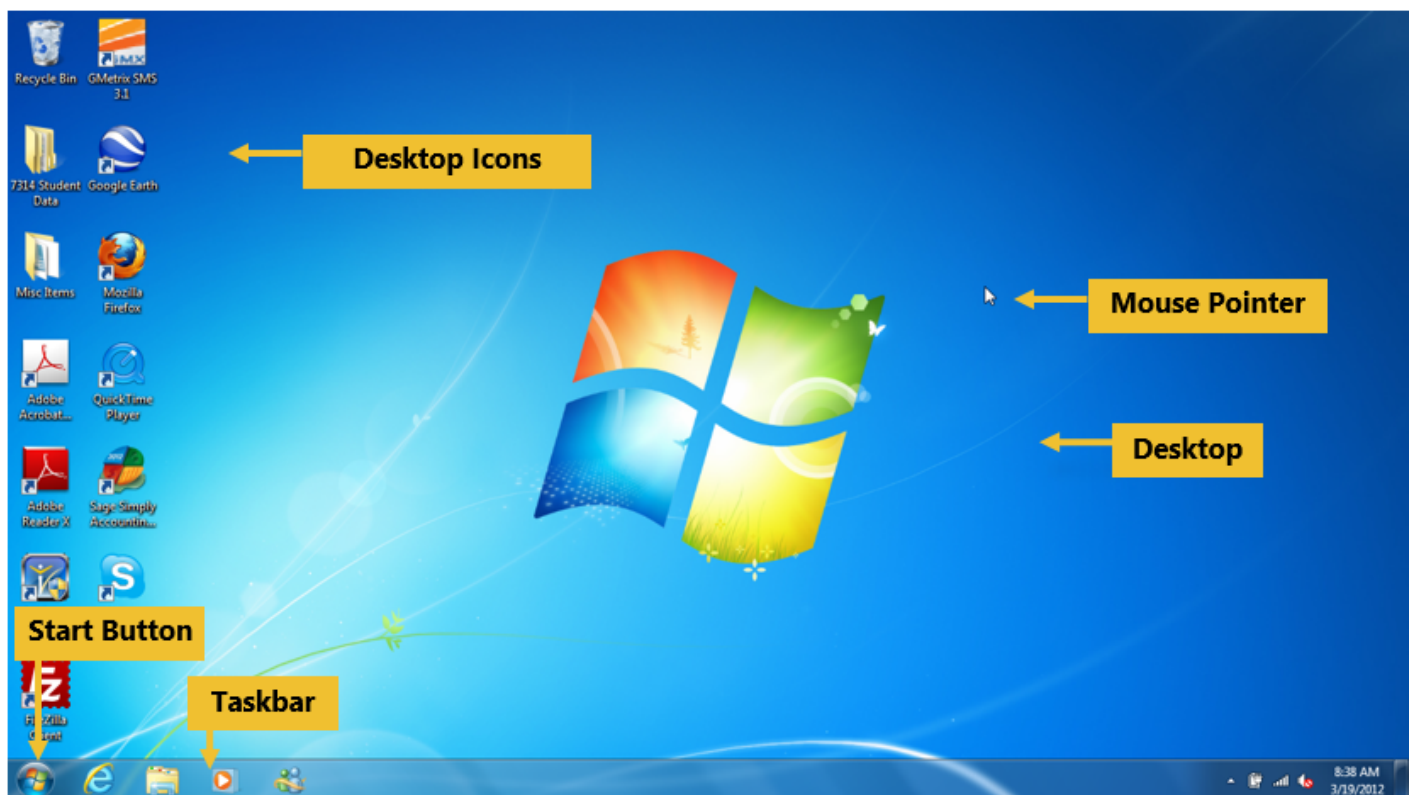 Recycle Bin
GMetrix SMS
3.1
7314 Student
Data
Google Earth
Desktop Icons
Misc Items
Mozilla
Firefox
Mouse Pointer
Adobe
Acrobat...
QuickTime
Player
Desktop
Adobe
Reader X
Sage Simply
Accountin...
Start Button
Taskbar
FileZilla
Client
8:38 AM
3/19/2012